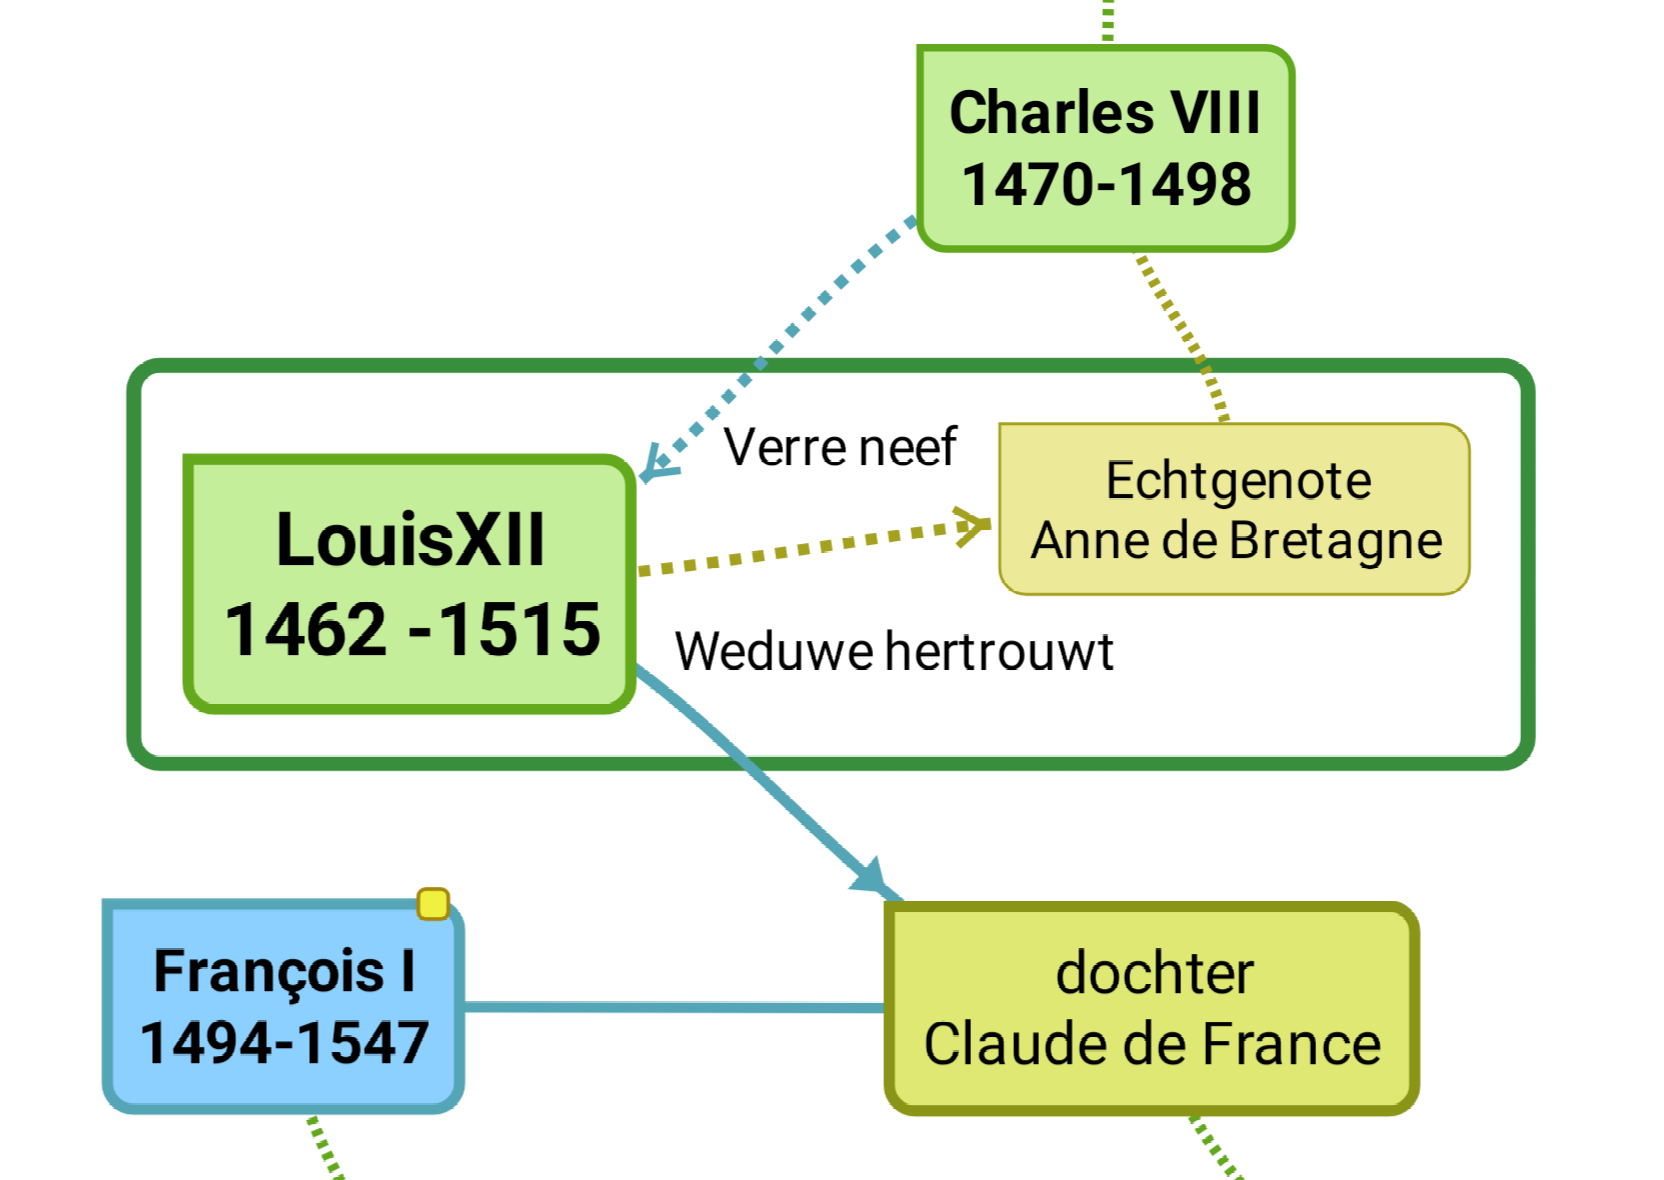 Charles VIII
1470-1498
Verre neef
Echtgenote
Anne de Bretagne
LouisXII
1462 -1515
Weduwe hertrouwt
François I
1494-1547
dochter
Claude de France